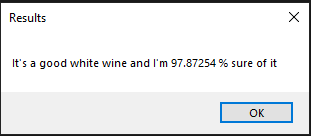 Results
It's a good white wine and I'm 97.87254 % sure of it
OK